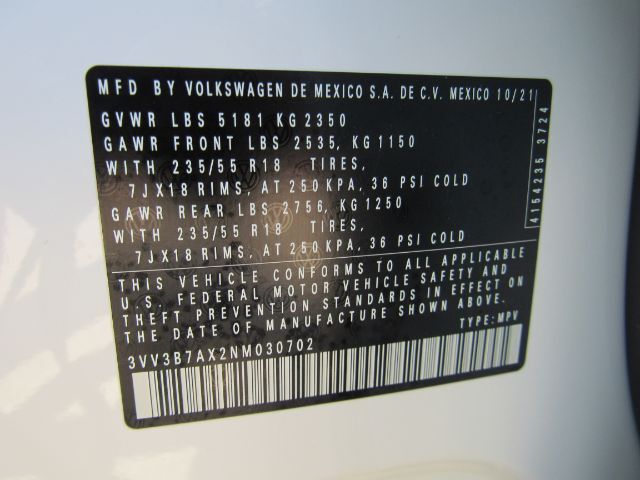 MFD BY VOLKSWAGEN DE MEXICO S.A. DE C.V. MEXICO 10/21
GVWR LBS 5181 KG 2350
GAWR FRONT LBS 2535, KG 1150
WITH 235/55 R18 TIRES,
7JX18 RIMS, AT 250 KPA, 36 PSI COLD
GAWR REAR LBS 2756, KG 1250
WITH 235/55 R18 TIRES,
7JX18 RIMS, AT 250 KPA, 36 PSI COLD
4154235 3724
THIS VEHICLE CONFORMS TO ALL APPLICABLE
U.S. FEDERAL MOTOR VEHICLE SAFETY AND
THEFT PREVENTION STANDARDS IN EFFECT ON
THE DATE OF MANUFACTURE SHOWN ABOVE.
3VV3B7AX2NM030702 TYPE: MPV